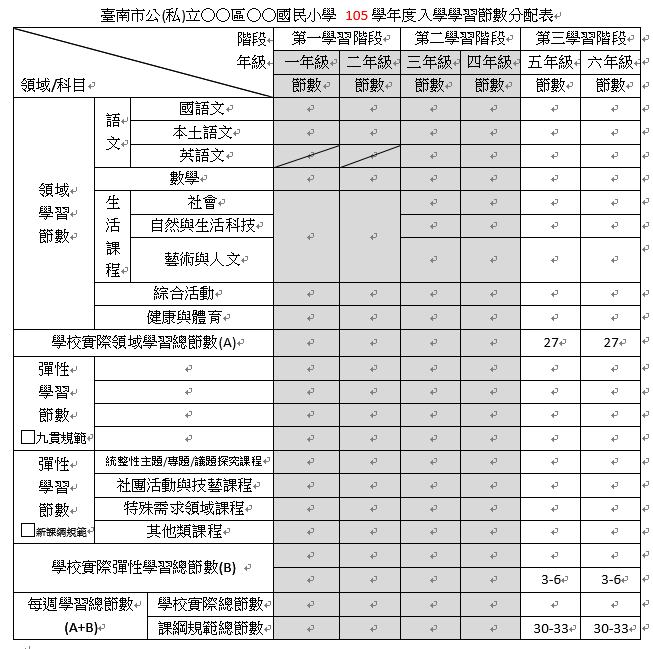 臺南市公(私)立〇〇區〇〇國民小學 105 學年度入學學習節數分配表
階段 第一學習階段 第二學習階段 第三學習階段
年級 一年級 二年級 三年級 四年級 五年級 六年級
領域/科目 節數 節數 節數 節數 節數 節數
領域
學習
節數
語
文
國語文
本土語文
英語文
數學
生
活
課
程
社會
自然與生活科技
藝術與人文
綜合活動
健康與體育
學校實際領域學習總節數(A) 27 27
彈性
學習
節數
□九貫規範
彈性
學習
節數
□新課綱規範
統整性主題/專題/議題探究課程
社團活動與技藝課程
特殊需求領域課程
其他類課程
學校實際彈性學習總節數(B)
3-6 3-6
每週學習總節數
(A+B)
學校實際總節數
課綱規範總節數 30-33 30-33